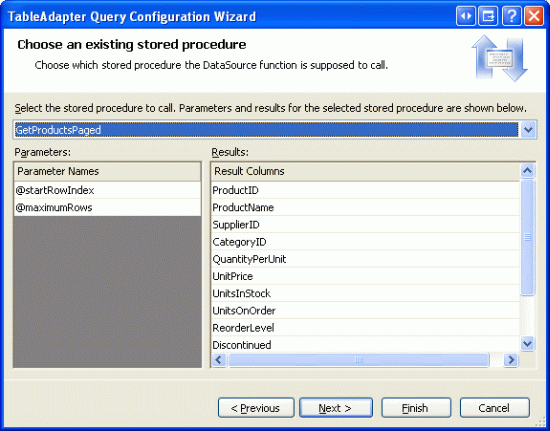 TableAdapter Query Configuration Wizard
Choose an existing stored procedure
Choose which stored procedure the DataSource function is supposed to call.
Select the stored procedure to call. Parameters and results for the selected stored procedure are shown below.
GetProductsPaged
Parameters:
Parameter Names
@startRowIndex
@maximumRows
Results:
Result Columns
ProductID
ProductName
SupplierID
CategoryID
QuantityPerUnit
UnitPrice
UnitsInStock
UnitsOnOrder
ReorderLevel
Discontinued
< Previous
Next >
Finish
Cancel